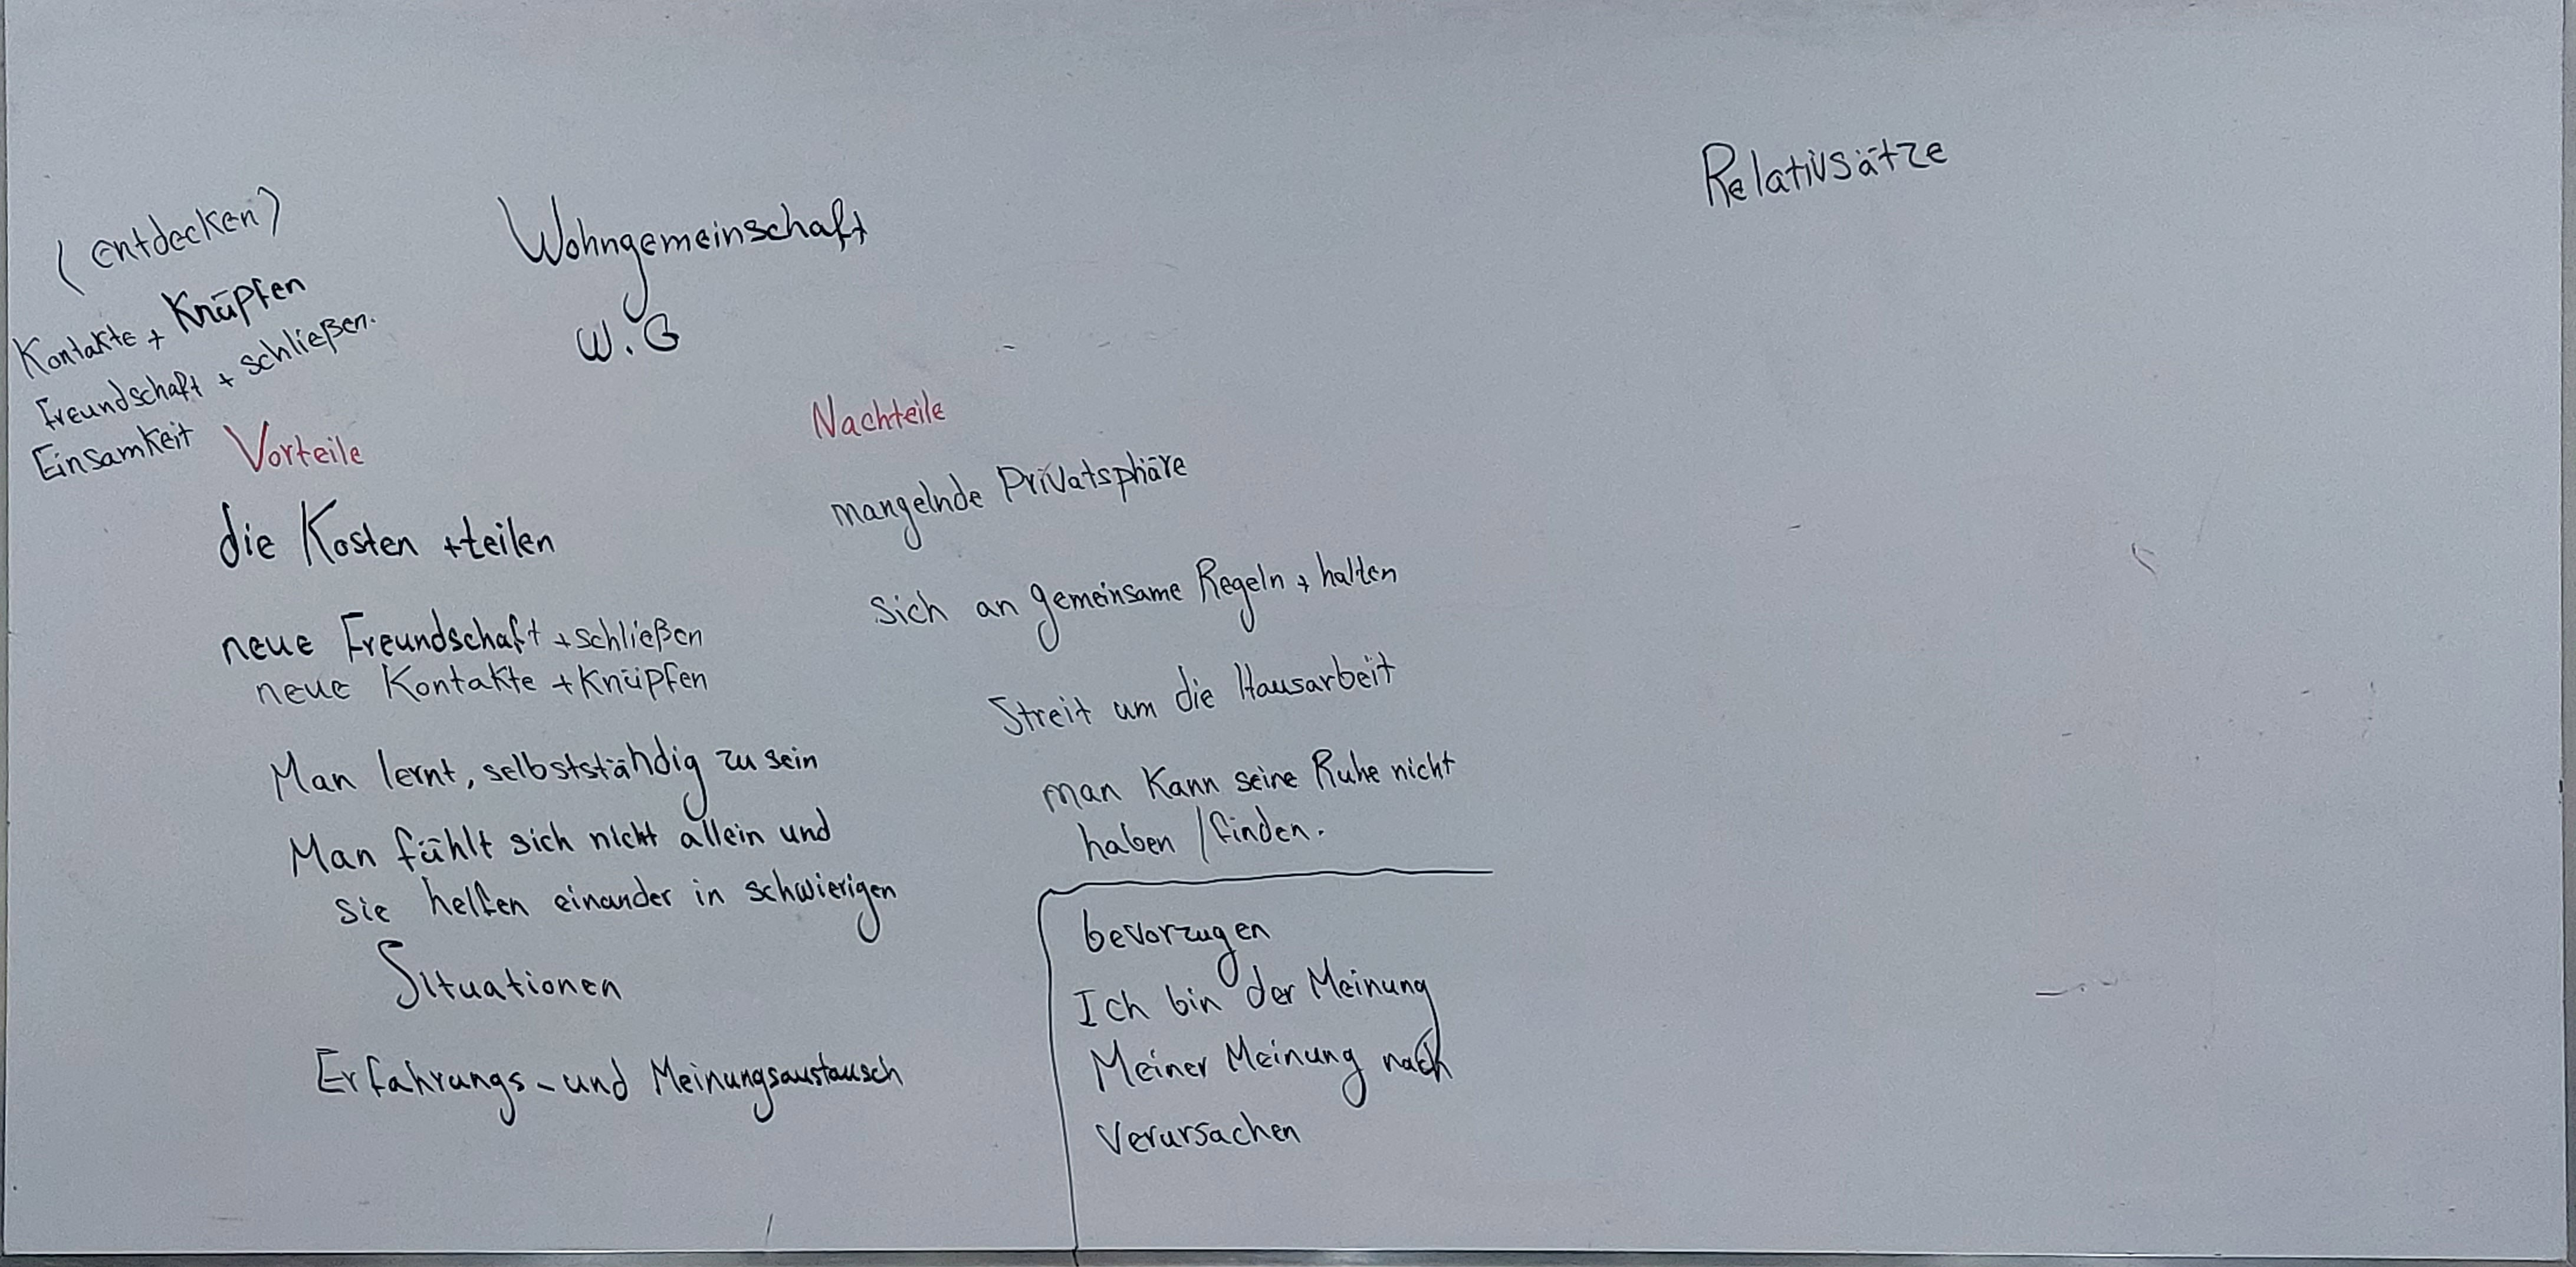 (entdecken)
Kontakte + Knüpfen
Freundschaft + schließen.
Einsamkeit
Wohngemeinschaft
W.G
Vorteile
die Kosten +teilen
neue Freundschaft +schließen
neue Kontakte +Knüpfen
Man lernt, selbstständig zu sein
Man fühlt sich nicht allein und
sie helfen einander in schwierigen
Situationen
Erfahrungs- und Meinungsaustausch
Nachteile
mangelnde Privatsphäre
sich an gemeinsame Regeln + halten
Streit um die Hausarbeit
man kann seine Ruhe nicht
haben / finden.
bevorzugen
Ich bin der Meinung
Meiner Meinung nach
verursachen
Relativsätze